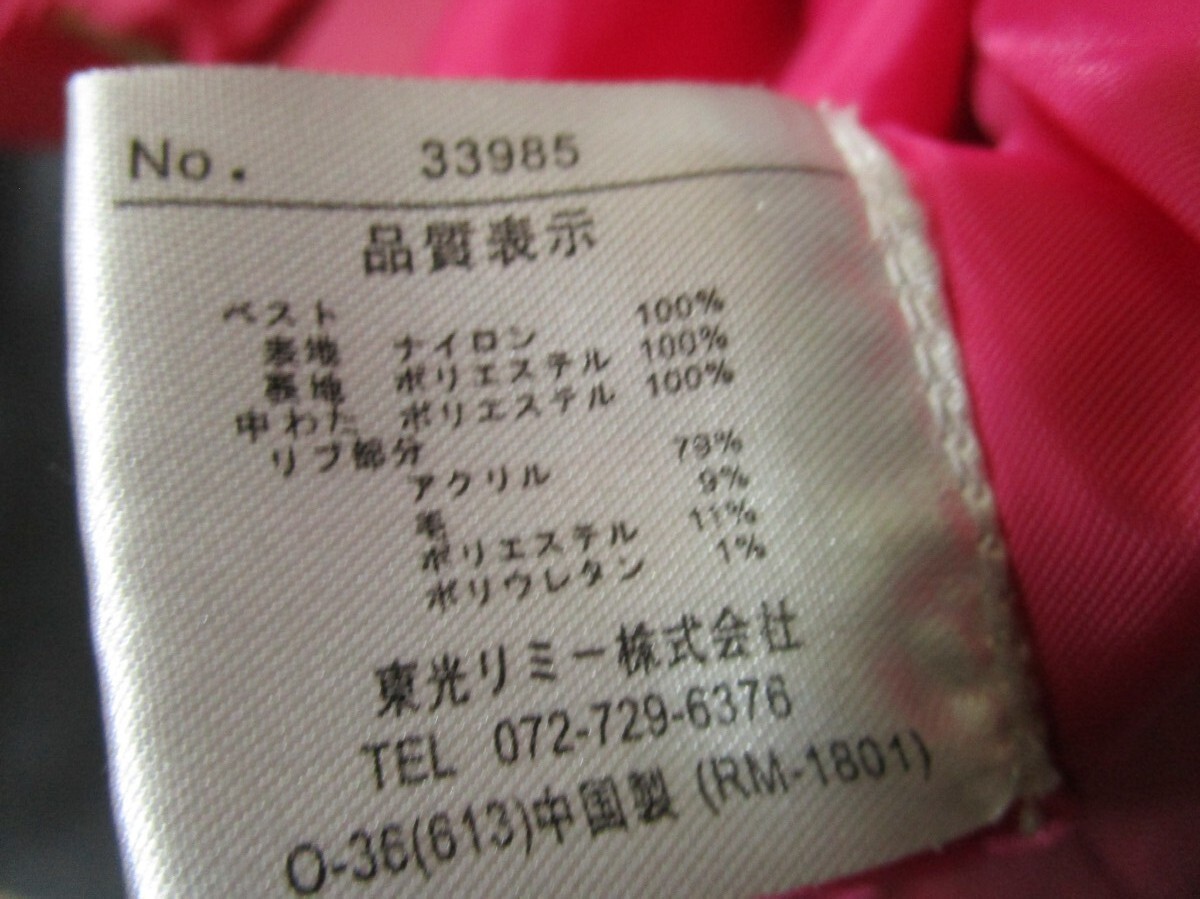 No. 33985
品質表示
ベスト
表地 ナイロン 100%
裏地 ポリエステル 100%
中わた ポリエステル 100%
リブ部分
アクリル 79%
毛 9%
ポリエステル 11%
ポリウレタン 1%
東光リミー株式会社
TEL 072-729-6376
O-36(613)中国製 (RM-1801)